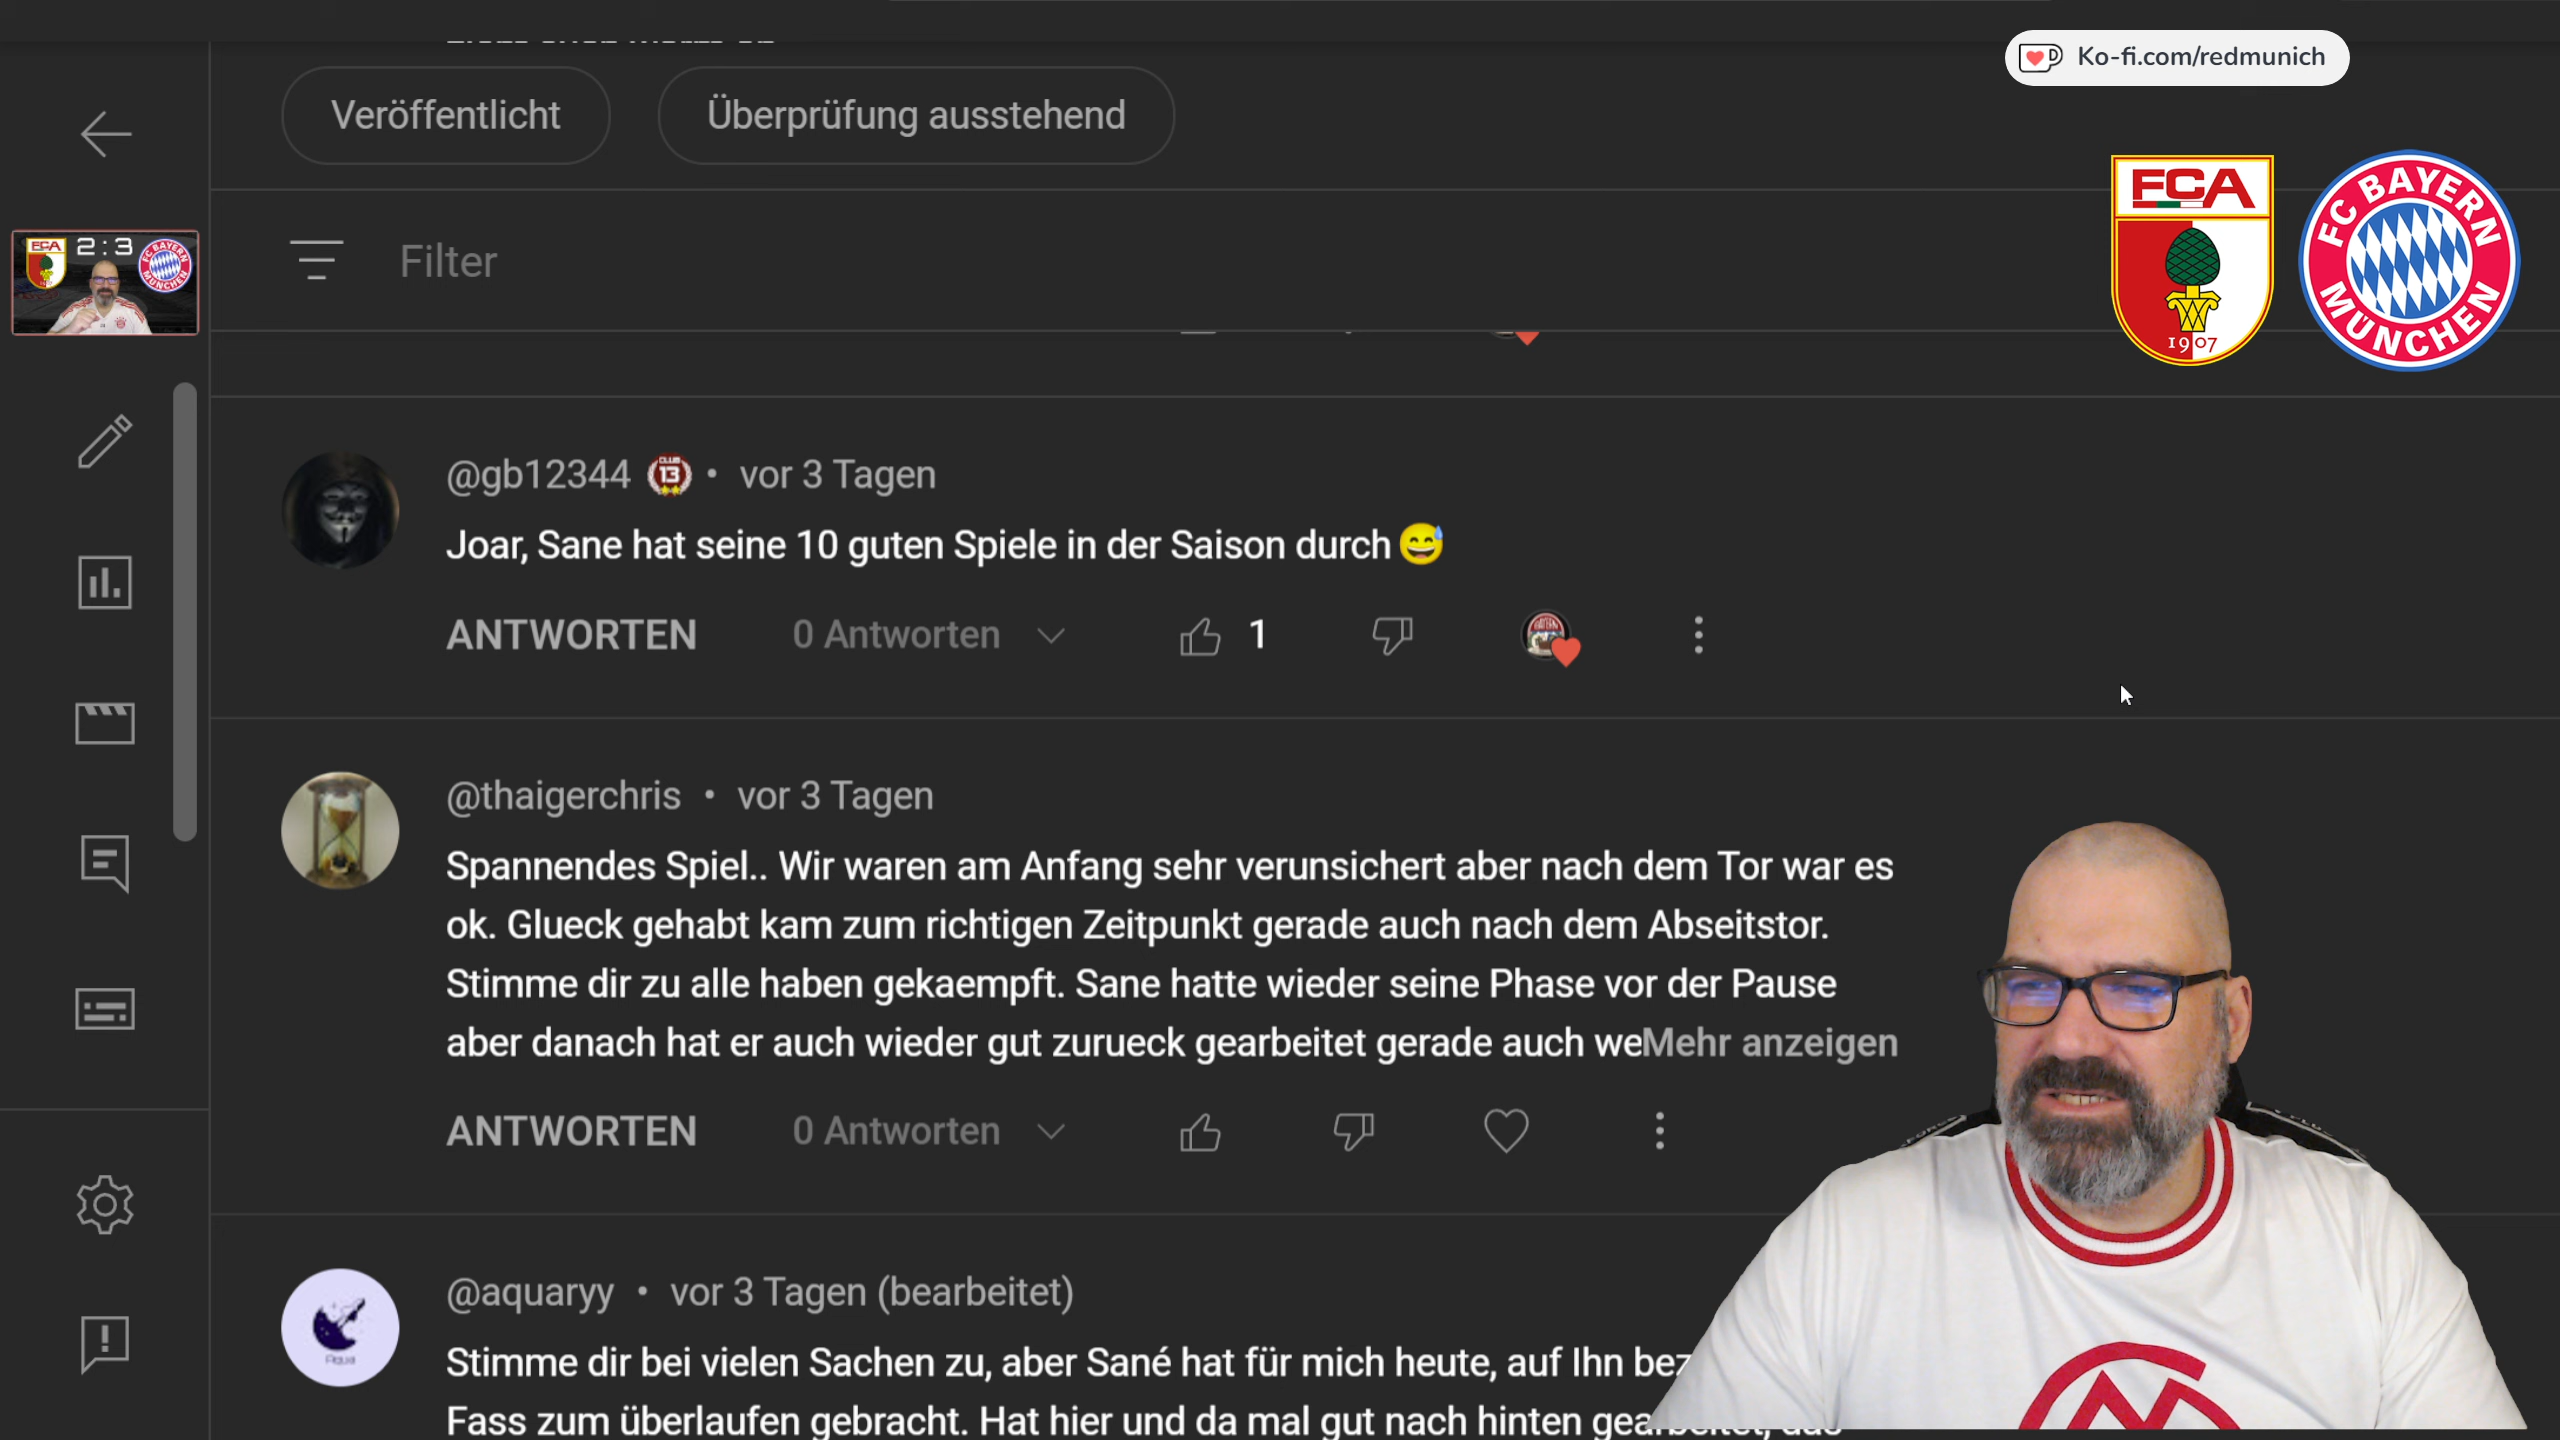 Ko-fi.com/redmunich
Veröffentlicht
Überprüfung ausstehend
FCA
1907
FC BAYERN
MÜNCHEN
FCA 2:3 FC BAYERN MÜNCHEN
Filter
@gb12344 CLUB 13 • vor 3 Tagen
Joar, Sane hat seine 10 guten Spiele in der Saison durch 😅
ANTWORTEN 0 Antworten 1
@thaigerchris • vor 3 Tagen
Spannendes Spiel.. Wir waren am Anfang sehr verunsichert aber nach dem Tor war es
ok. Glueck gehabt kam zum richtigen Zeitpunkt gerade auch nach dem Abseitstor.
Stimme dir zu alle haben gekaempft. Sane hatte wieder seine Phase vor der Pause
aber danach hat er auch wieder gut zurueck gearbeitet gerade auch weMehr anzeigen
ANTWORTEN 0 Antworten
@aquaryy • vor 3 Tagen (bearbeitet)
Stimme dir bei vielen Sachen zu, aber Sané hat für mich heute, auf Ihn bez
Fass zum überlaufen gebracht. Hat hier und da mal gut nach hinten